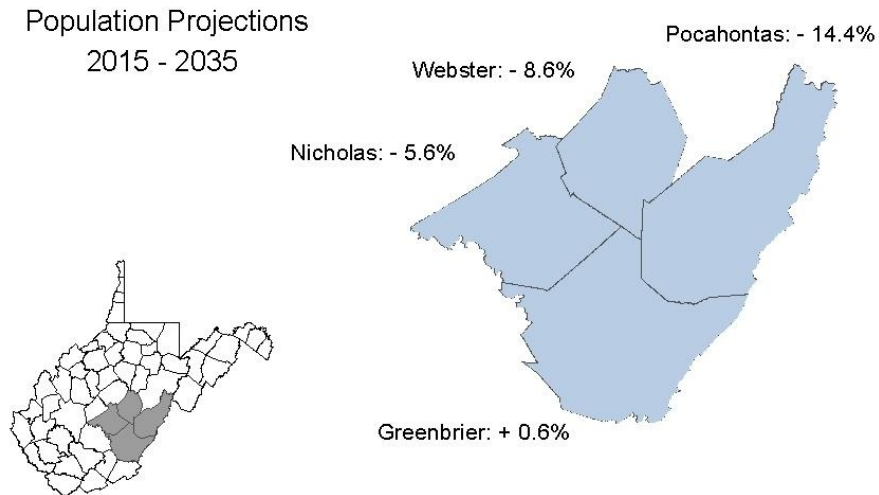 Population Projections
2015 - 2035
Pocahontas: - 14.4%
Webster: - 8.6%
Nicholas: - 5.6%
Greenbrier: + 0.6%